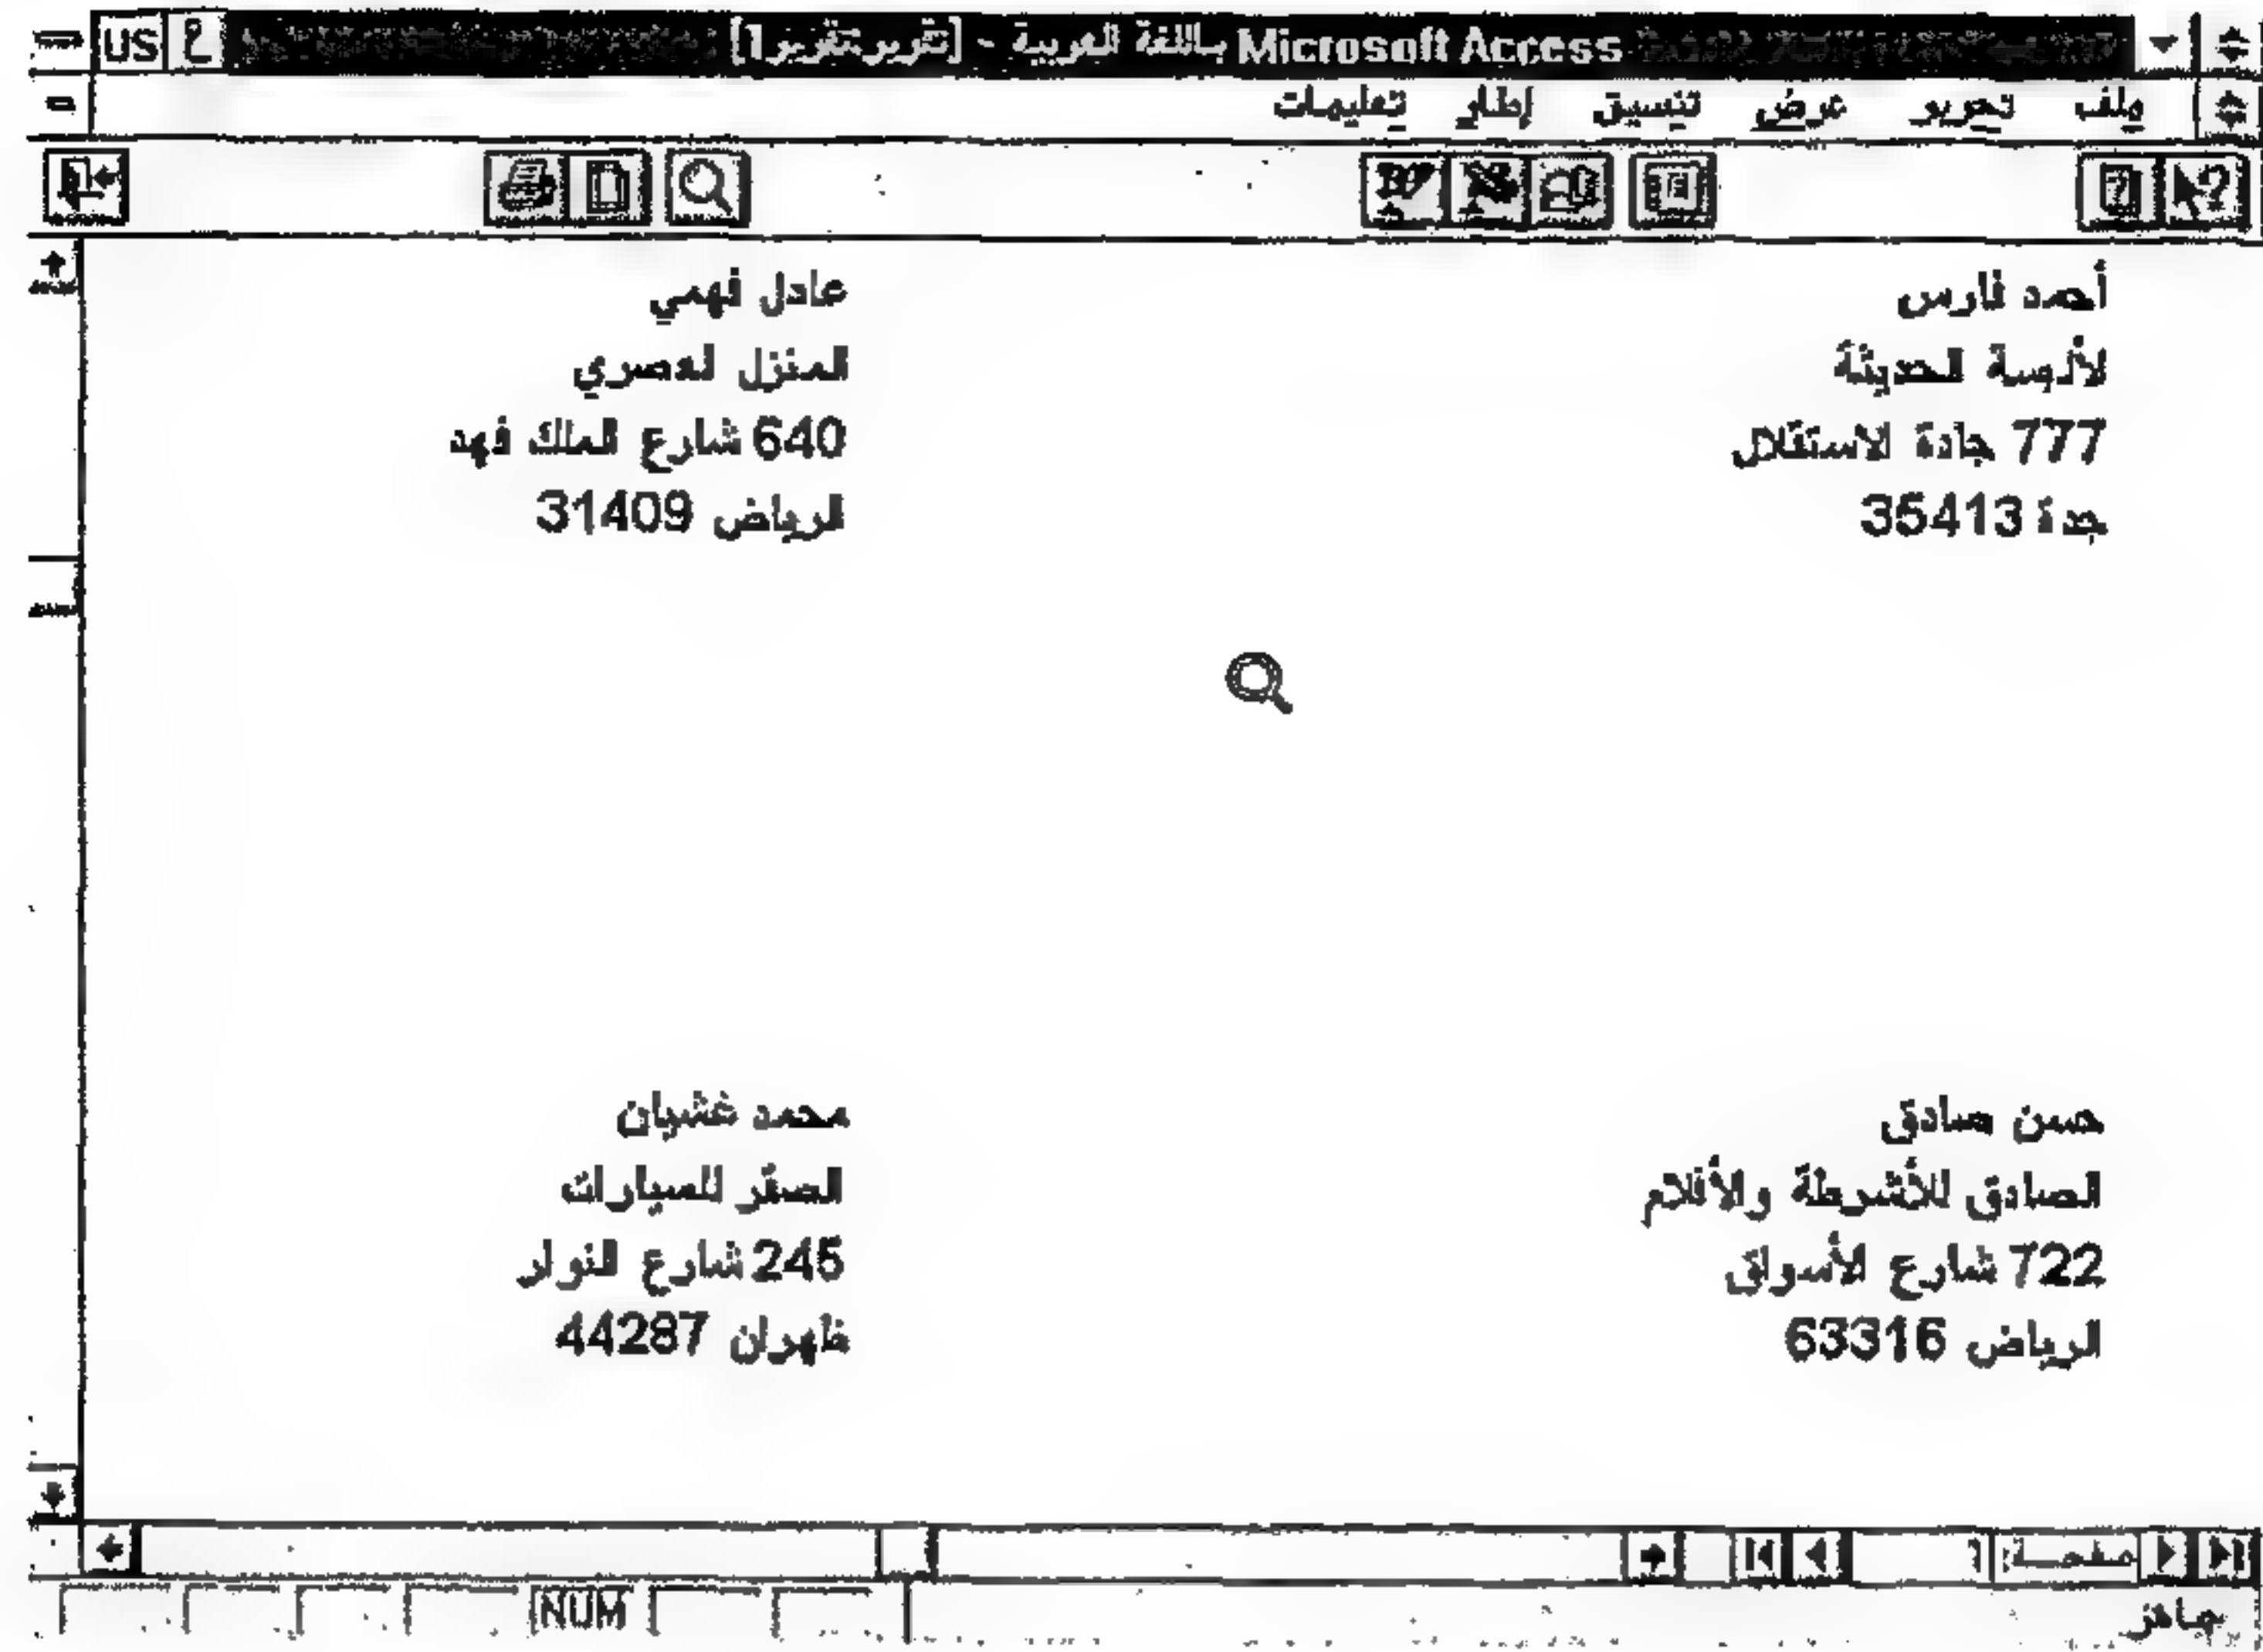 Microsoft Access باللغة العربية - [تقرير:تقرير1]
US ع
ملف تحرير عرض تنسيق إطار تعليمات
أحمد فارس
الألبسة الحديثة
777 جادة الاستقلال
جدة 35413
عادل فهمي
المنزل العصري
640 شارع الملك فهد
الرياض 31409
حسن صادق
الصادق للأشرطة والأفلام
722 شارع الأسواق
الرياض 63316
محمد غشيان
الصقر للسيارات
245 شارع النوار
ظهران 44287
صفحة: 1
جاهز
NUM